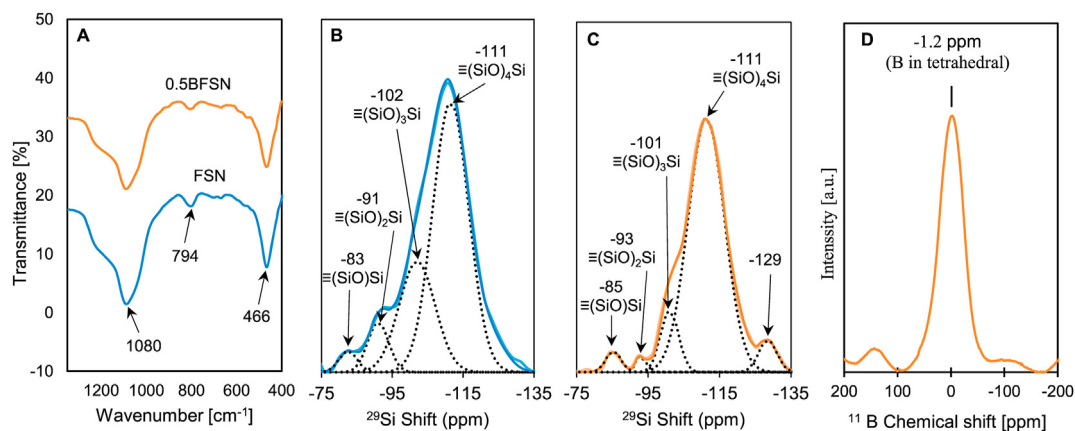 A
50
40
30
20
10
0
-10
Transmittance [%]
0.5BFSN
FSN
794
466
1080
1200 1000 800 600 400
Wavenumber [cm⁻¹]
B
-111
≡(SiO)₄Si
-102
≡(SiO)₃Si
-91
≡(SiO)₂Si
-83
≡(SiO)Si
-75 -95 -115 -135
²⁹Si Shift (ppm)
C
-111
≡(SiO)₄Si
-101
≡(SiO)₃Si
-93
≡(SiO)₂Si
-85
≡(SiO)Si
-129
-75 -95 -115 -135
²⁹Si Shift (ppm)
D
-1.2 ppm
(B in tetrahedral)
Intenssity [a.u.]
200 100 0 -100 -200
¹¹ B Chemical shift [ppm]